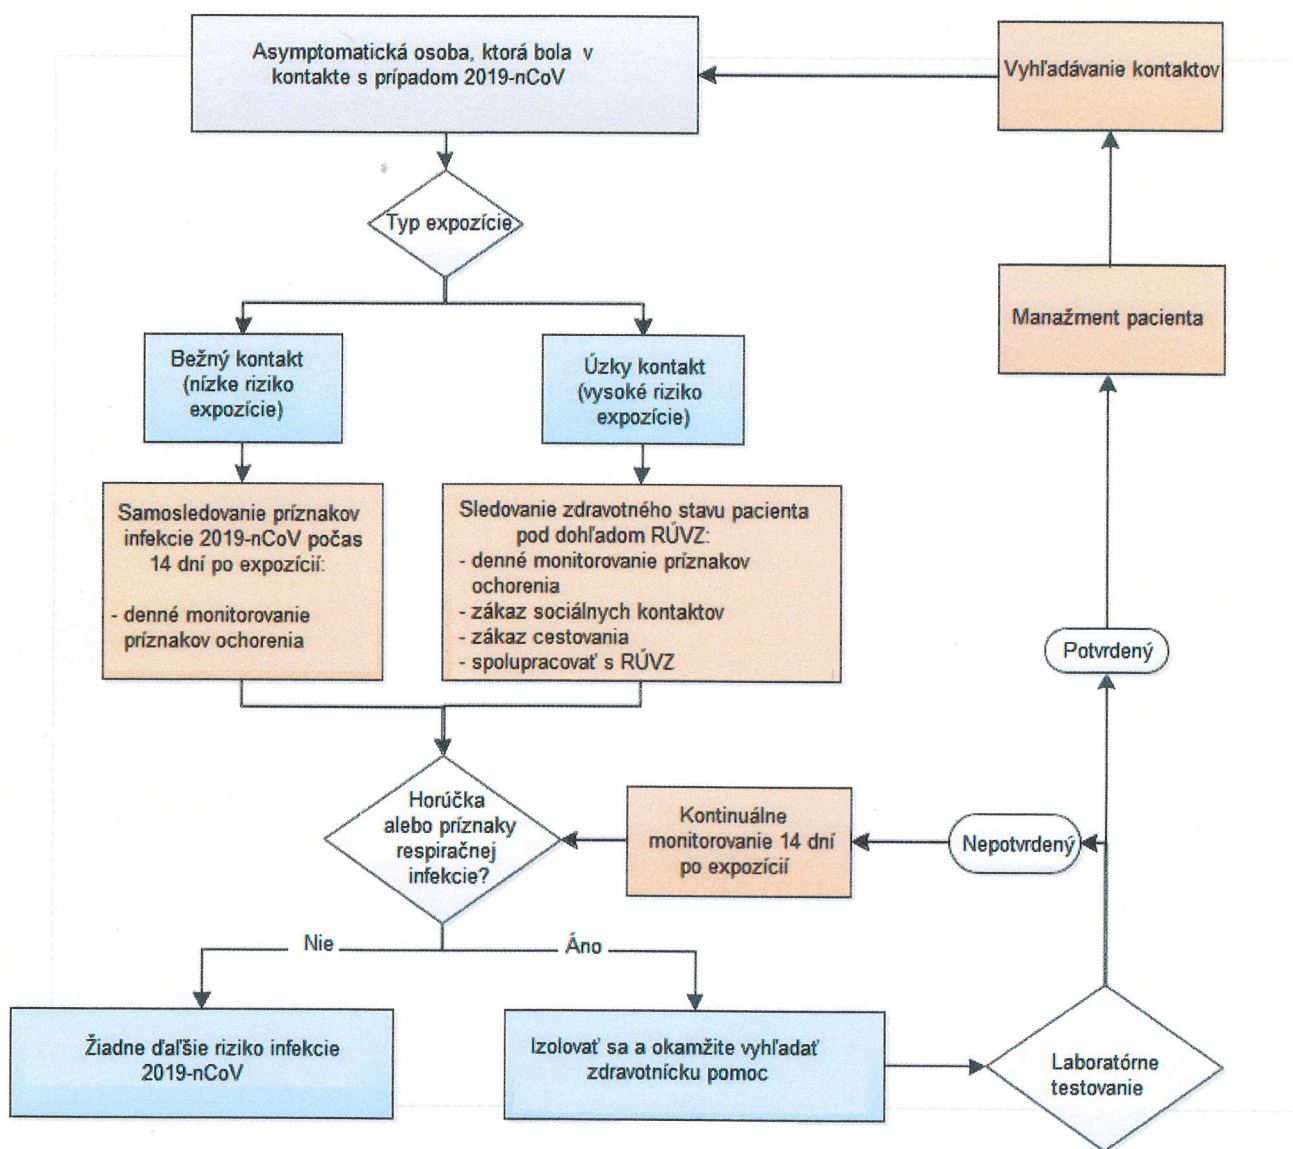 Asymptomatická osoba, ktorá bola v
kontakte s prípadom 2019-nCoV
Vyhľadávanie kontaktov
Typ expozície
Manažment pacienta
Bežný kontakt
(nízke riziko
expozície)
Úzky kontakt
(vysoké riziko
expozície)
Samosledovanie príznakov
infekcie 2019-nCoV počas
14 dní po expozícií:
- denné monitorovanie
príznakov ochorenia
Sledovanie zdravotného stavu pacienta
pod dohľadom RÚVZ:
- denné monitorovanie príznakov
ochorenia
- zákaz sociálnych kontaktov
- zákaz cestovania
- spolupracovať s RÚVZ
Potvrdený
Horúčka
alebo príznaky
respiračnej
infekcie?
Kontinuálne
monitorovanie 14 dní
po expozícií
Nepotvrdený
Nie
Áno
Žiadne ďaľšie riziko infekcie
2019-nCoV
Izolovať sa a okamžite vyhľadať
zdravotnícku pomoc
Laboratórne
testovanie